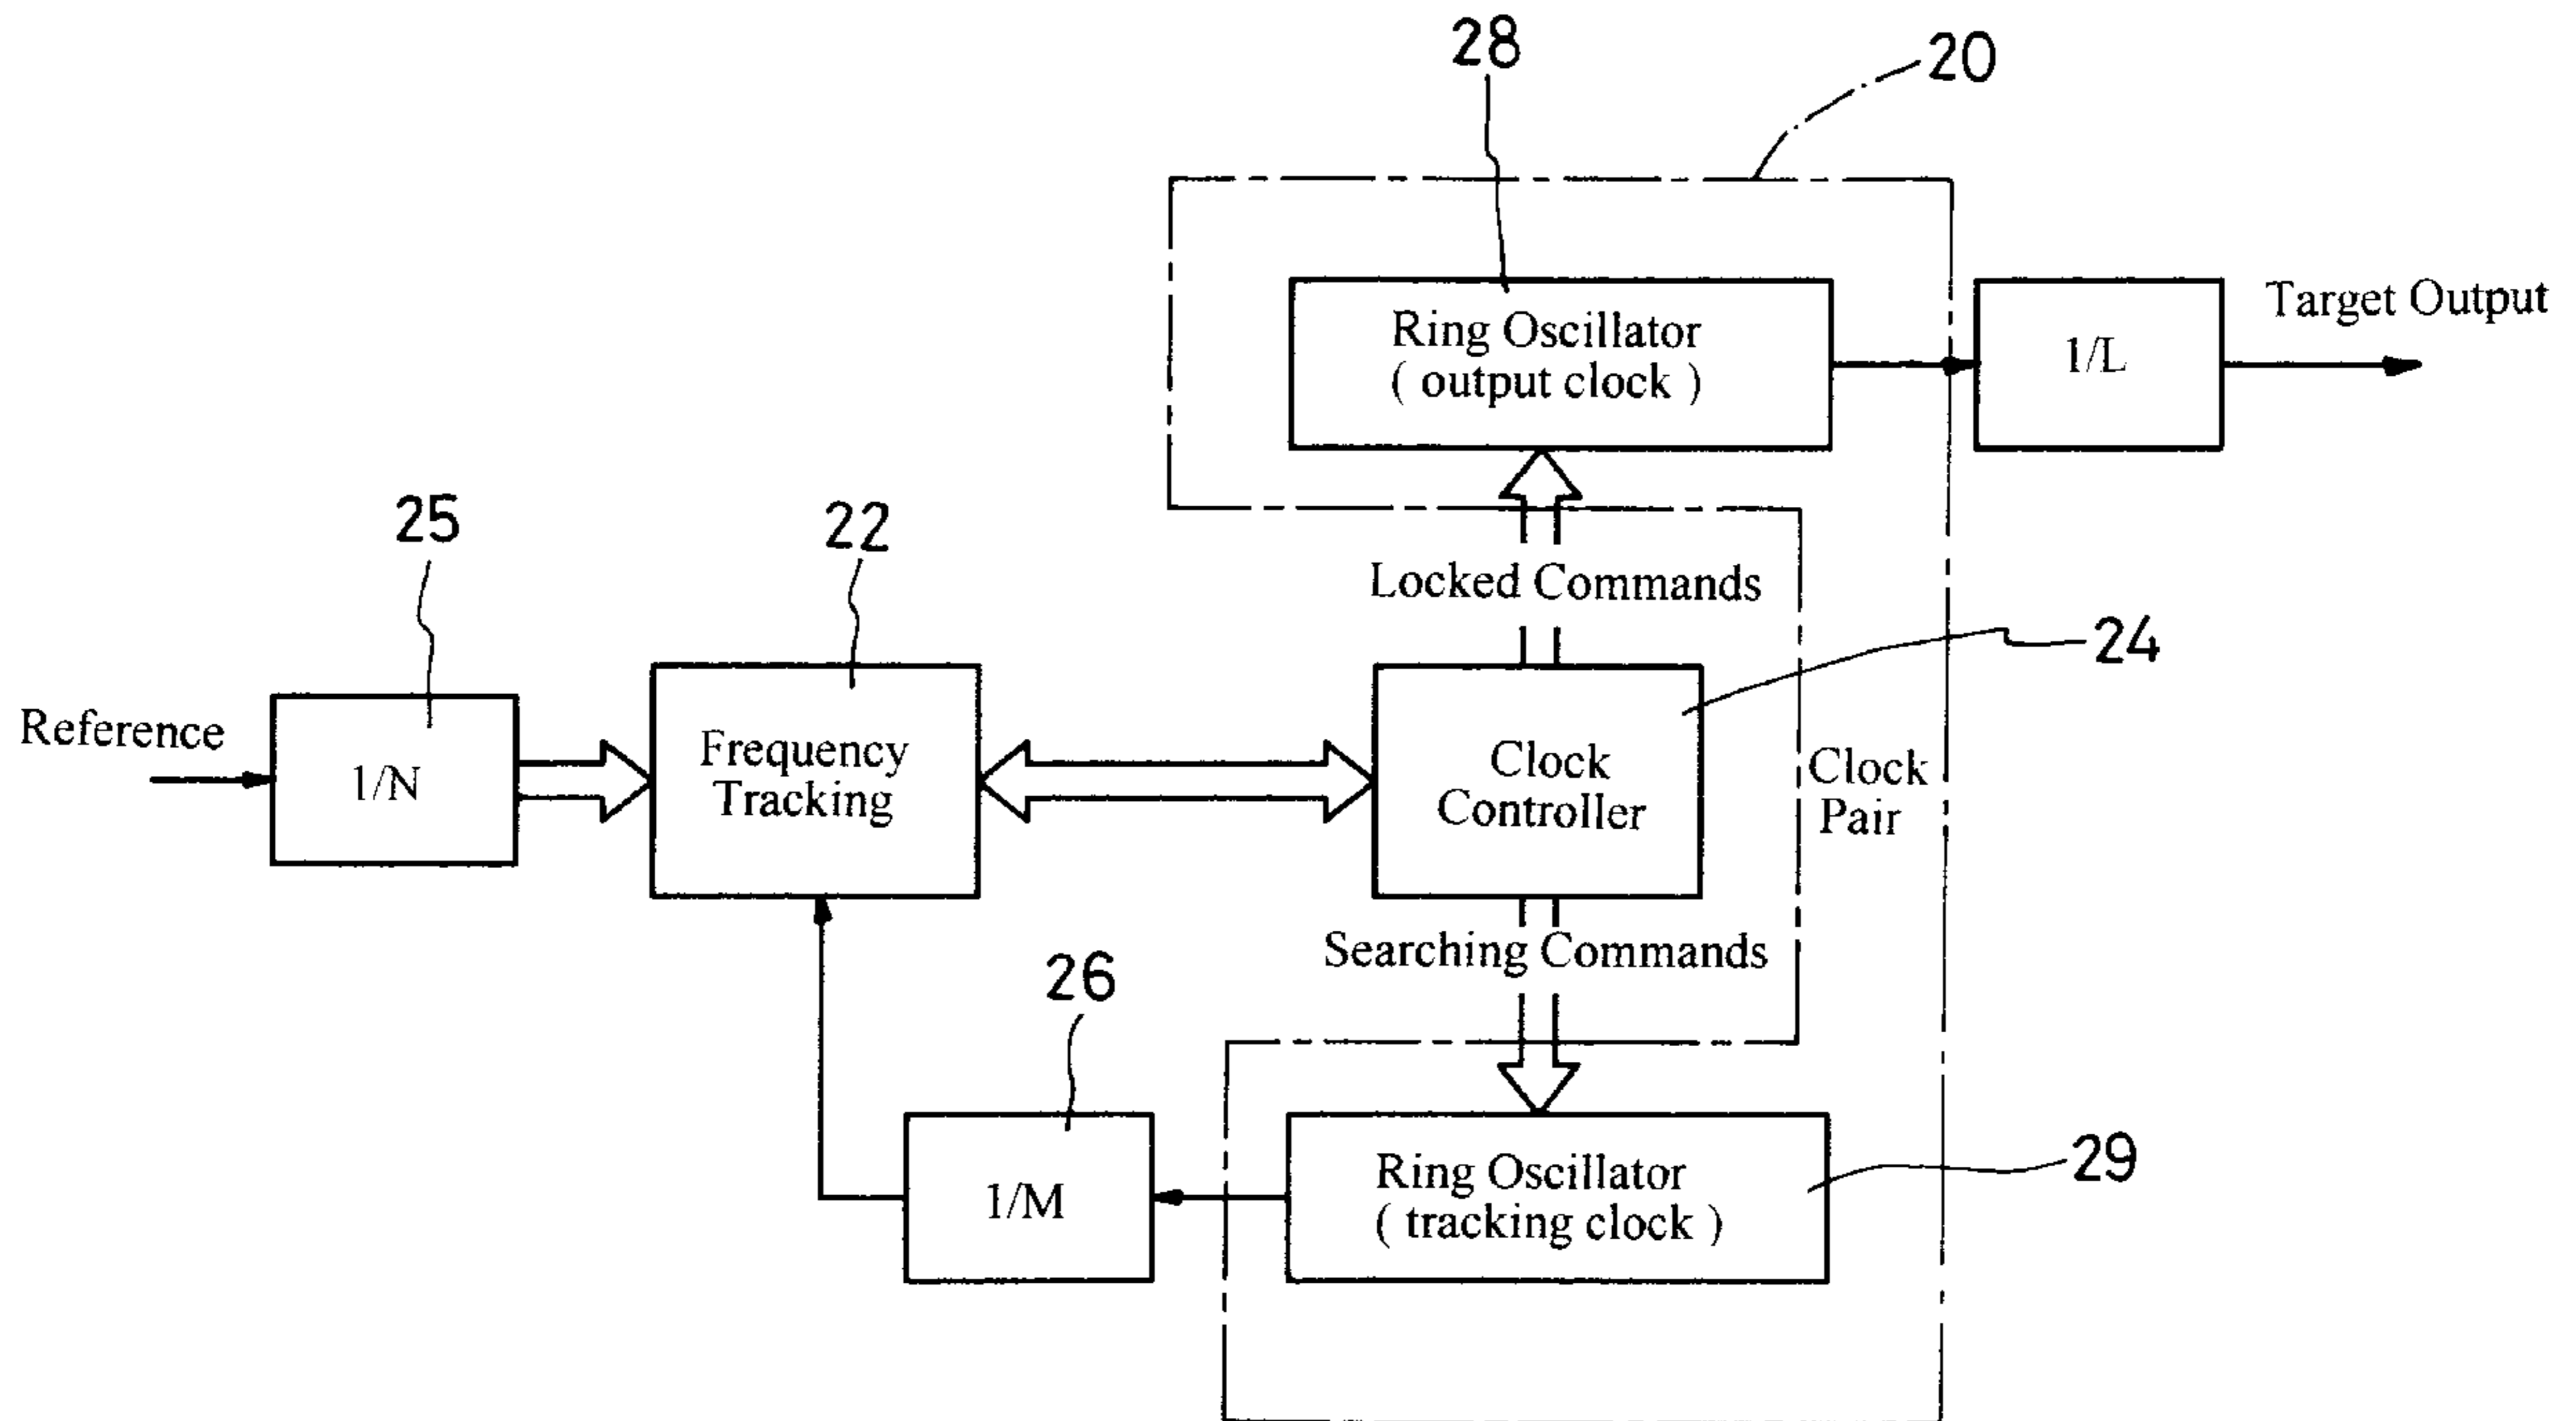 28
20
Ring Oscillator
( output clock )
1/L
Target Output
Locked Commands
25
22
24
Reference
1/N
Frequency
Tracking
Clock
Controller
Clock
Pair
Searching Commands
26
1/M
Ring Oscillator
( tracking clock )
29